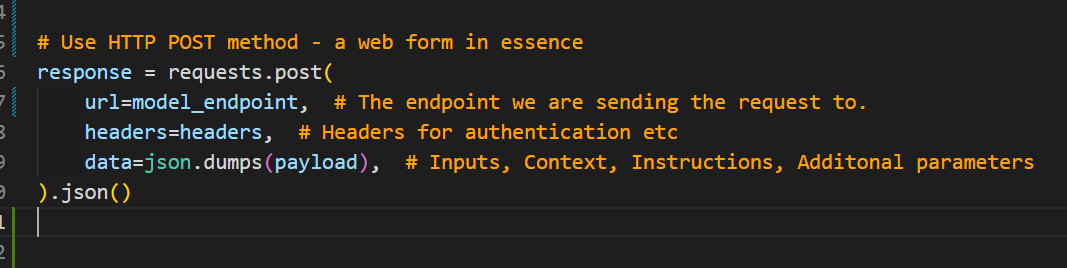 4
5 # Use HTTP POST method - a web form in essence
6 response = requests.post(
7     url=model_endpoint,  # The endpoint we are sending the request to.
8     headers=headers,  # Headers for authentication etc
9     data=json.dumps(payload),  # Inputs, Context, Instructions, Additonal parameters
0 ).json()
1
2